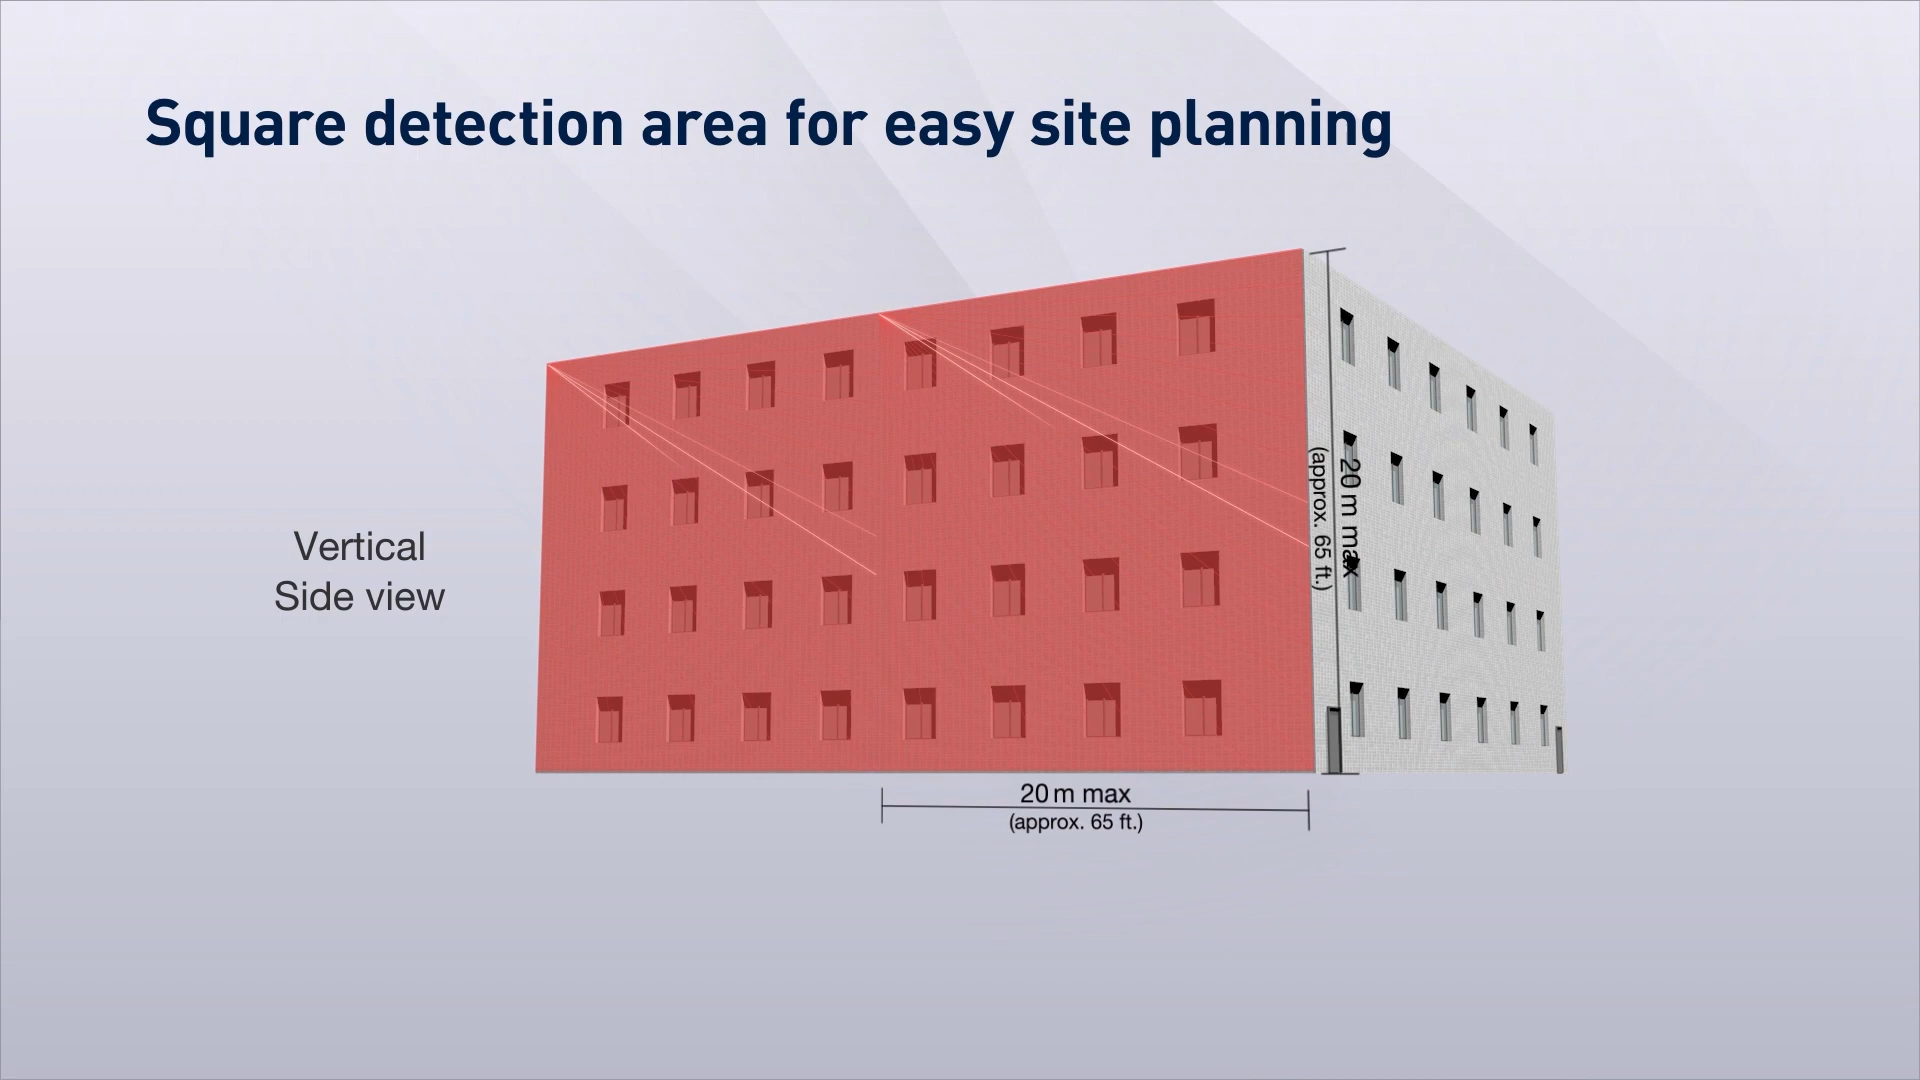 Square detection area for easy site planning
Vertical
Side view
20 m max
(approx. 65 ft.)
20 m max
(approx. 65 ft.)